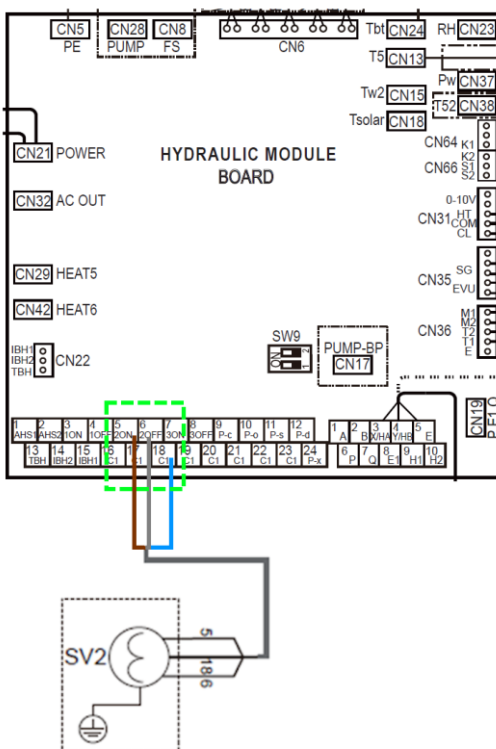 CN5 CN28 CN8 CN6 CN24 RH CN23
PE PUMP FS Tbt
T5 CN13
Pw CN37
Tw2 CN15 T52 CN38
Tsolar CN18
CN64 K1
K2
CN66 S1
S2
CN21 POWER
HYDRAULIC MODULE
BOARD
CN32 AC OUT
0-10V
CN31 HT
COM
CL
CN29 HEAT5
CN35 SG
EVU
CN42 HEAT6
CN36 M1
M2
T2
T1
E
IBH1
IBH2
TBH
CN22
SW9
ON
2
1
PUMP-BP
CN17
CN19
1 2 3 4 5 6 7 8 9 10 11 12
AHS1 AHS2 1ON 1OFF 2ON 2OFF 3ON 3OFF P-c P-o P-s P-d
13 14 15 16 17 18 19 20 21 22 23 24
TBH IBH2 IBH1 C1 C1 C1 C1 C1 C1 C1 C1 P-x
1 2 3 4 5
A B X/HA Y/HB E
6 7 8 9 10
P Q E1 H1 H2
SV2
5
18
6